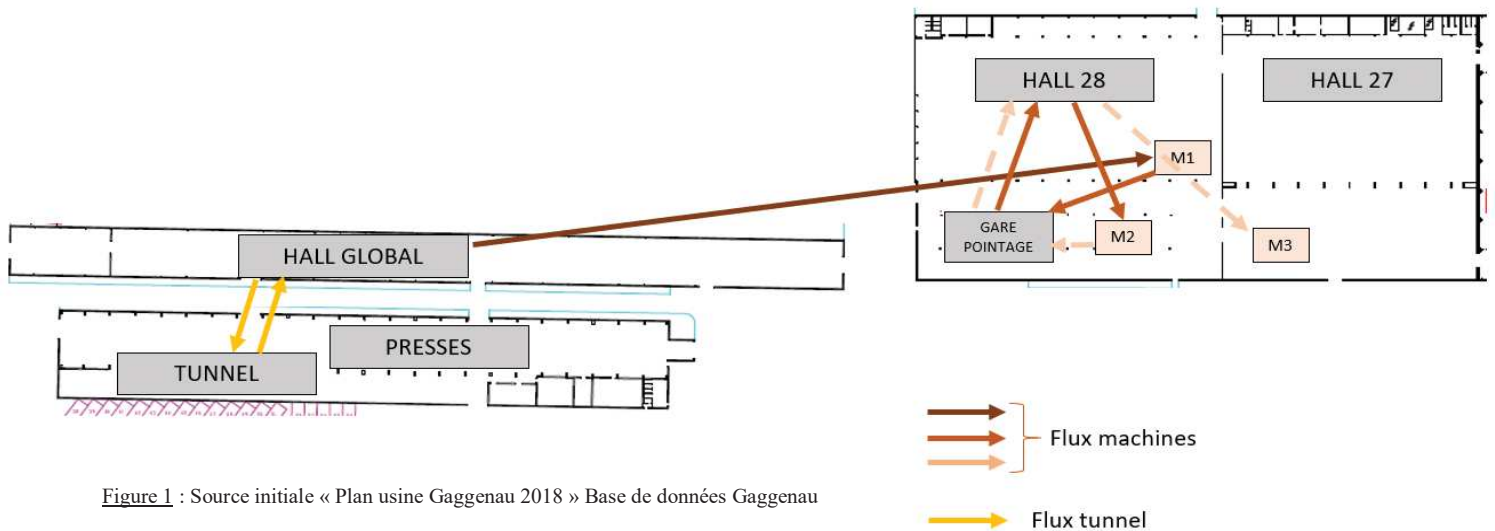 HALL 28
HALL 27
M1
GARE
POINTAGE
M2
M3
HALL GLOBAL
PRESSES
TUNNEL
Flux machines
Figure 1 : Source initiale « Plan usine Gaggenau 2018 » Base de données Gaggenau
Flux tunnel